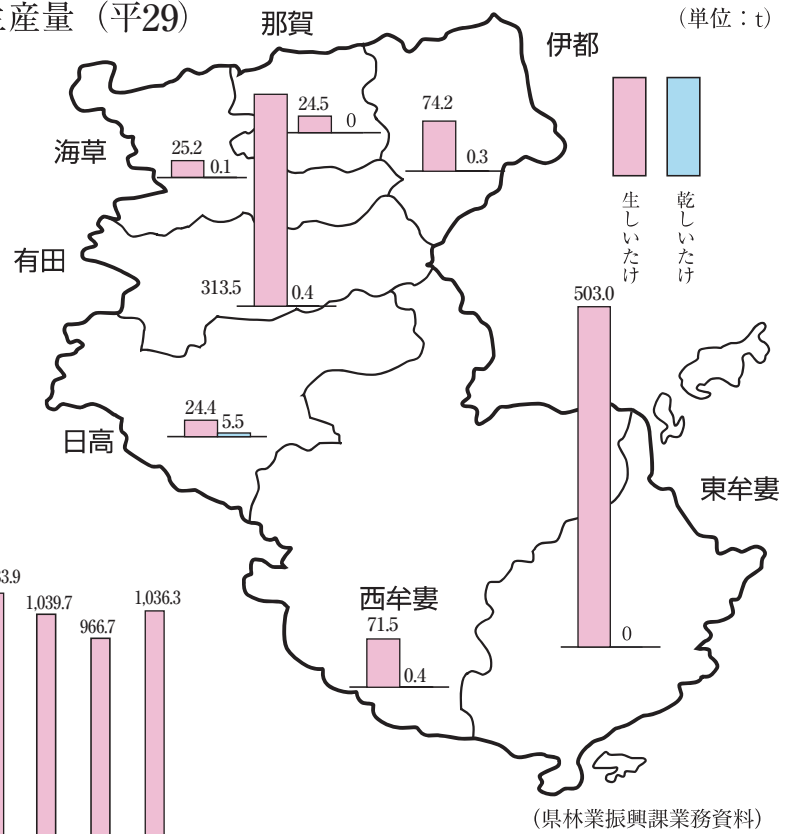 産量（平29）
（単位：t）
那賀
伊都
海草
有田
日高
西牟婁
東牟婁
生しいたけ
乾しいたけ
24.5
0
74.2
0.3
25.2
0.1
313.5
0.4
503.0
0
24.4
5.5
71.5
0.4
3.9
1,039.7
966.7
1,036.3
（県林業振興課業務資料）